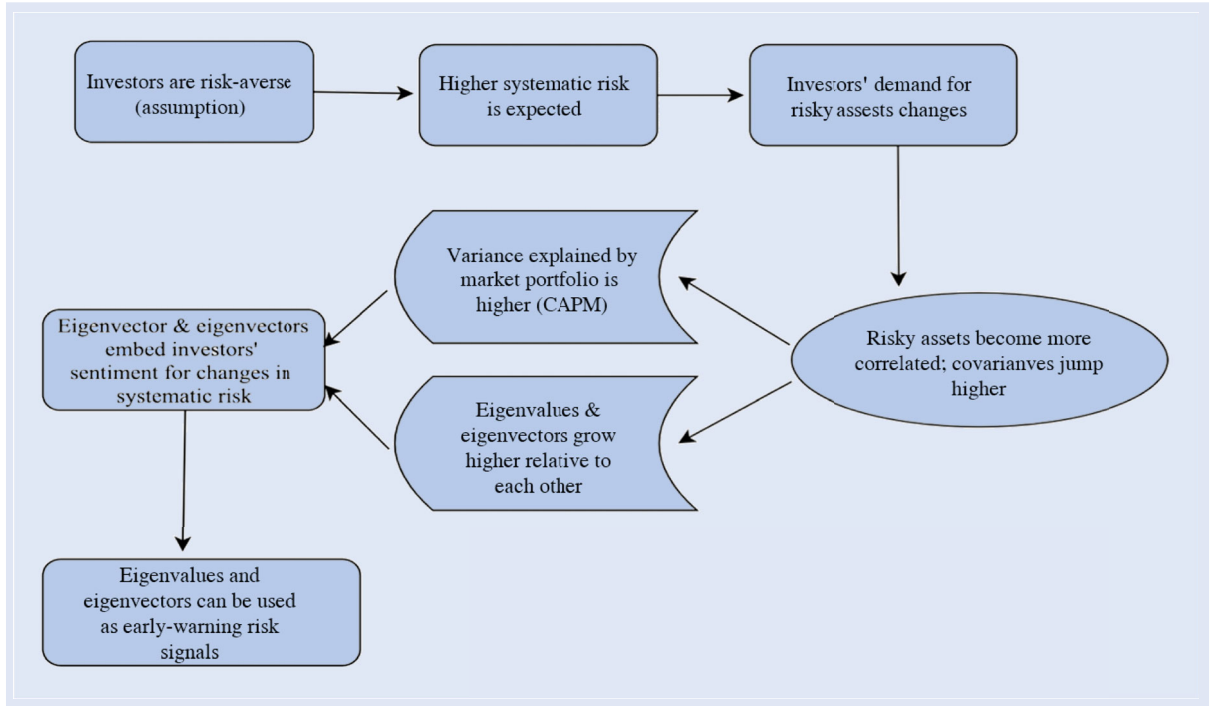 Investors are risk-averse
(assumption)
Higher systematic risk
is expected
Investors' demand for
risky assests changes
Variance explained by
market portfolio is
higher (CAPM)
Risky assets become more
correlated; covarianves jump
higher
Eigenvector & eigenvectors
embed investors'
sentiment for changes in
systematic risk
Eigenvalues &
eigenvectors grow
higher relative to
each other
Eigenvalues and
eigenvectors can be used
as early-warning risk
signals